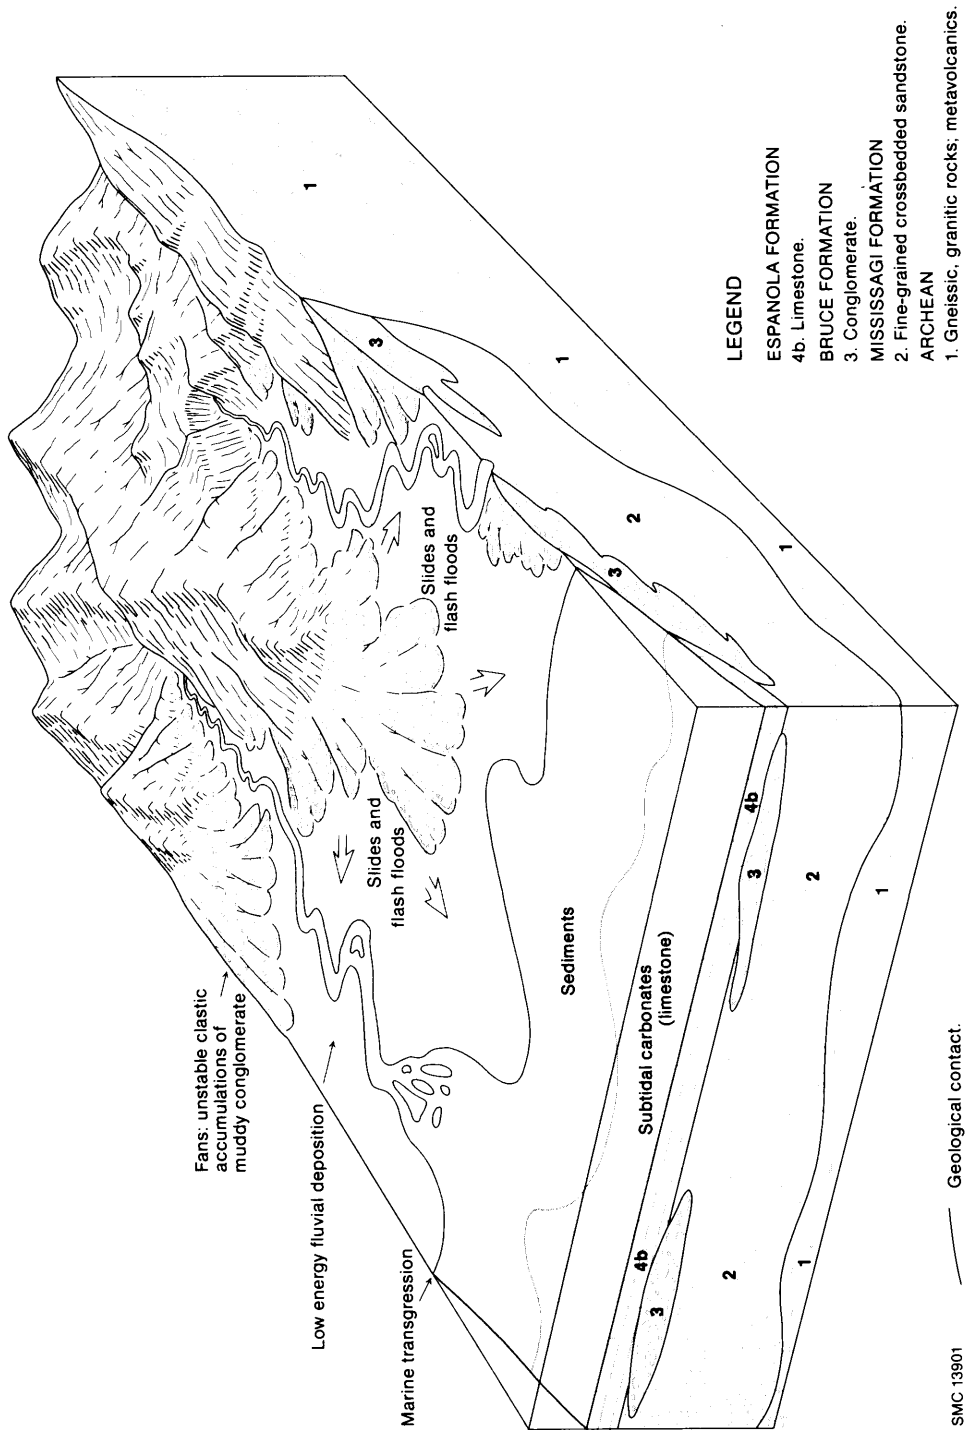 Fans: unstable clastic
accumulations of
muddy conglomerate
Low energy fluvial deposition
Marine transgression
Slides and
flash floods
Slides and
flash floods
Sediments
Subtidal carbonates
(limestone)
1
3
1
2
3
1
4b
3
2
1
4b
3
2
1
LEGEND
ESPANOLA FORMATION
4b. Limestone.
BRUCE FORMATION
3. Conglomerate.
MISSISSAGI FORMATION
2. Fine-grained crossbedded sandstone.
ARCHEAN
1. Gneissic, granitic rocks; metavolcanics.
SMC 13901
Geological contact.